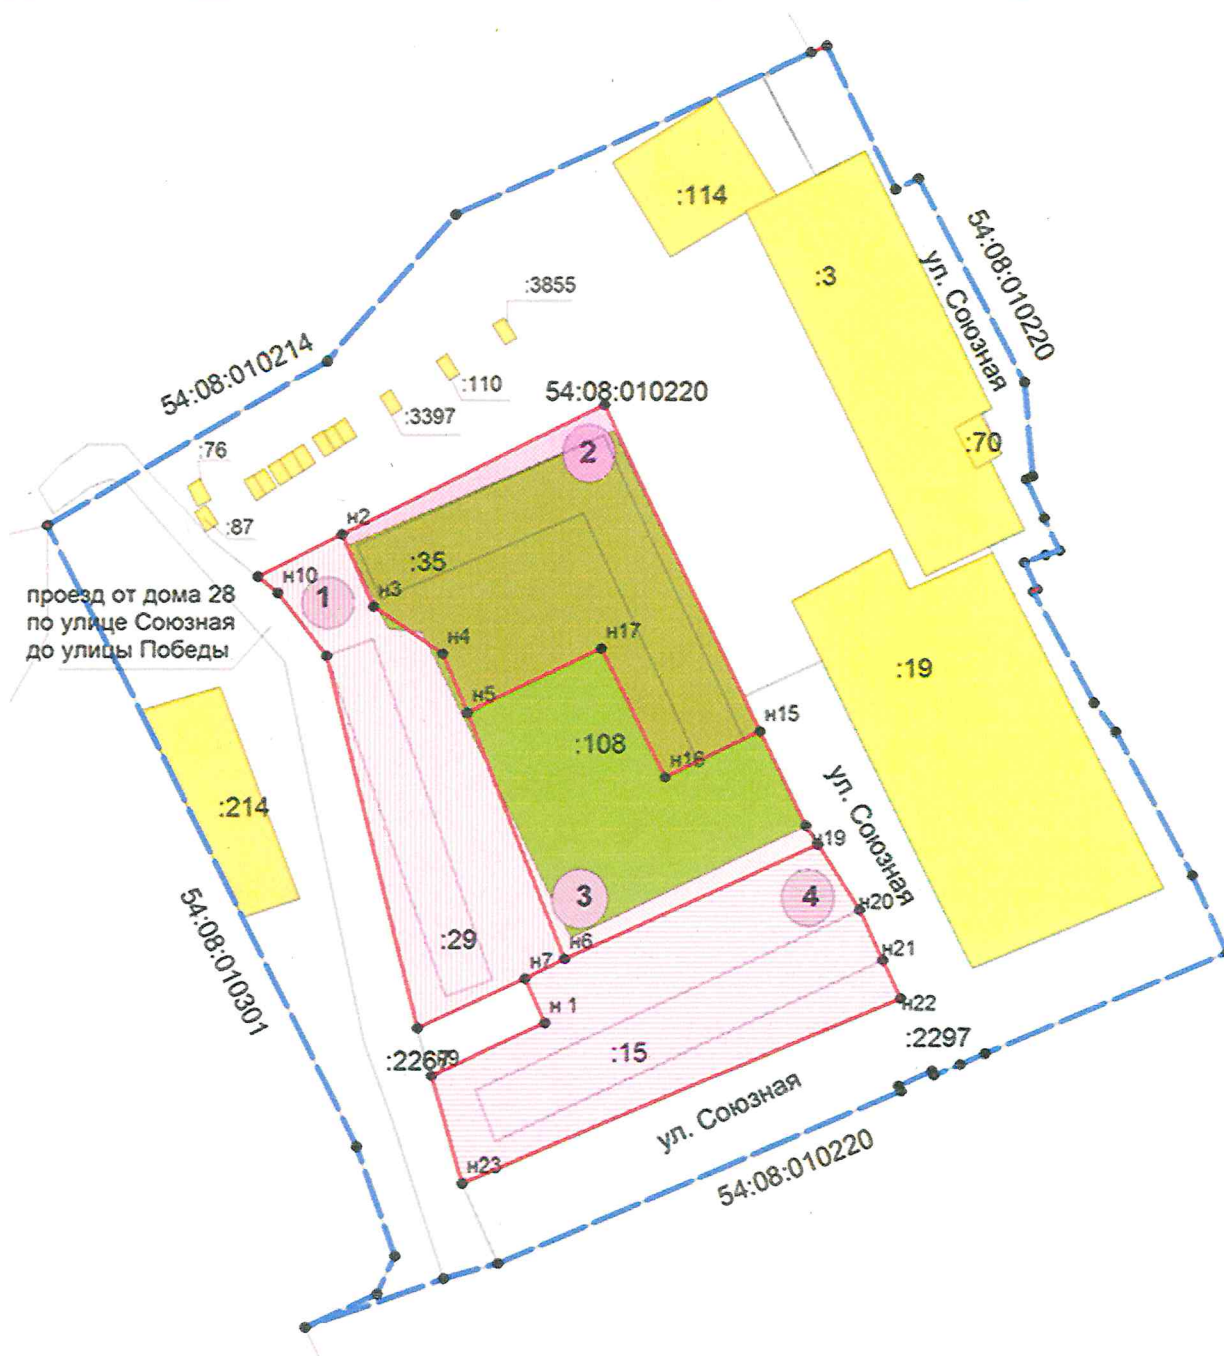 :114
:3
54:08:010220
ул. Союзная
:3855
54:08:010214
:110
:3397
54:08:010220
:76
2
:70
:87
н2
:35
н10
1
н3
проезд от дома 28
по улице Союзная
до улицы Победы
н4
н17
:19
н5
:108
н16
н15
ул. Союзная
:214
н19
3
4
н20
54:08:010301
:29
н6
н7
н21
н 1
н22
:2297
:15
ул. Союзная
н23
54:08:010220